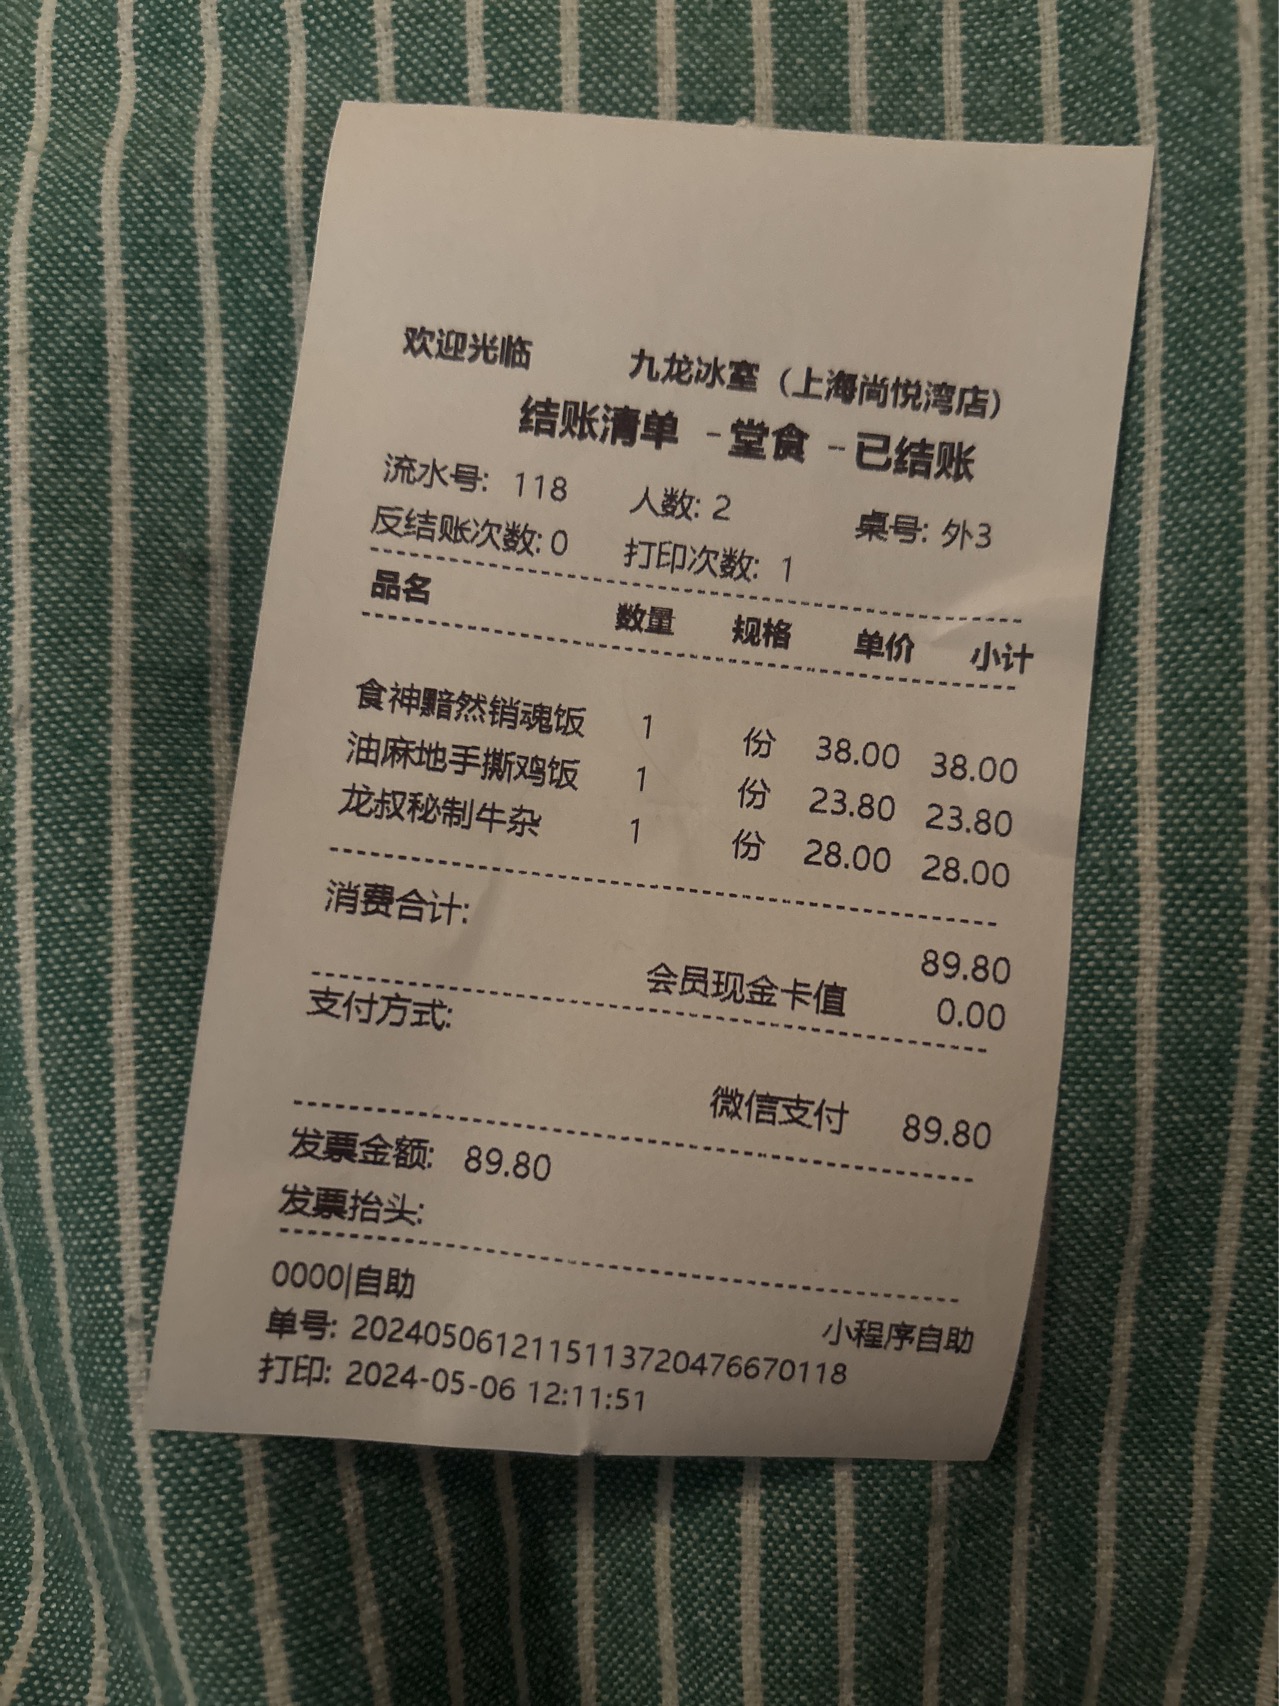 欢迎光临 九龙冰室（上海尚悦湾店）
结账清单 -堂食 -已结账
流水号: 118 人数: 2 桌号: 外3
反结账次数: 0 打印次数: 1
品名 数量 规格 单价 小计
食神黯然销魂饭 1 份 38.00 38.00
油麻地手撕鸡饭 1 份 23.80 23.80
龙叔秘制牛杂 1 份 28.00 28.00
消费合计: 89.80
会员现金卡值 0.00
支付方式:
微信支付 89.80
发票金额: 89.80
发票抬头:
0000|自助 小程序自助
单号: 20240506121151137204766​70118
打印: 2024-05-06 12:11:51